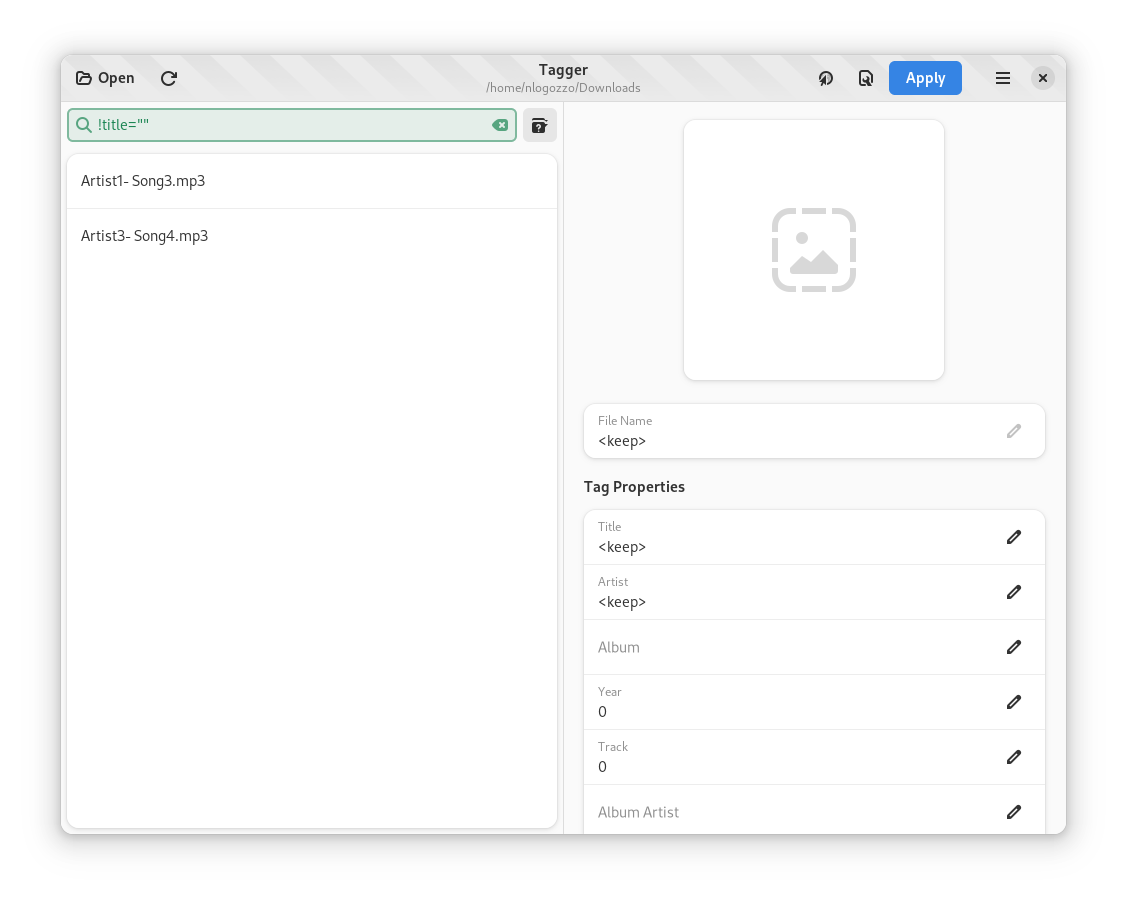 Open
Tagger
/home/nlogozzo/Downloads
Apply
!title=""
Artist1- Song3.mp3
Artist3- Song4.mp3
File Name
<keep>
Tag Properties
Title
<keep>
Artist
<keep>
Album
Year
0
Track
0
Album Artist